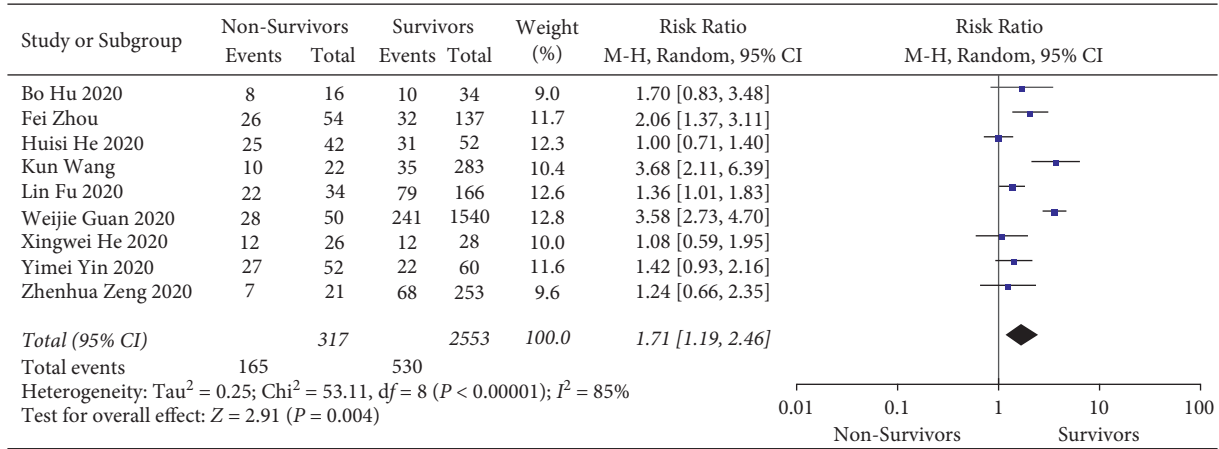 Study or Subgroup Non-Survivors Survivors Weight Risk Ratio Risk Ratio
Events Total Events Total (%) M-H, Random, 95% CI M-H, Random, 95% CI
Bo Hu 2020 8 16 10 34 9.0 1.70 [0.83, 3.48]
Fei Zhou 26 54 32 137 11.7 2.06 [1.37, 3.11]
Huisi He 2020 25 42 31 52 12.3 1.00 [0.71, 1.40]
Kun Wang 10 22 35 283 10.4 3.68 [2.11, 6.39]
Lin Fu 2020 22 34 79 166 12.6 1.36 [1.01, 1.83]
Weijie Guan 2020 28 50 241 1540 12.8 3.58 [2.73, 4.70]
Xingwei He 2020 12 26 12 28 10.0 1.08 [0.59, 1.95]
Yimei Yin 2020 27 52 22 60 11.6 1.42 [0.93, 2.16]
Zhenhua Zeng 2020 7 21 68 253 9.6 1.24 [0.66, 2.35]
Total (95% CI) 317 2553 100.0 1.71 [1.19, 2.46]
Total events 165 530
Heterogeneity: Tau² = 0.25; Chi² = 53.11, df = 8 (P < 0.00001); I² = 85%
Test for overall effect: Z = 2.91 (P = 0.004)
0.01 0.1 1 10 100
Non-Survivors Survivors